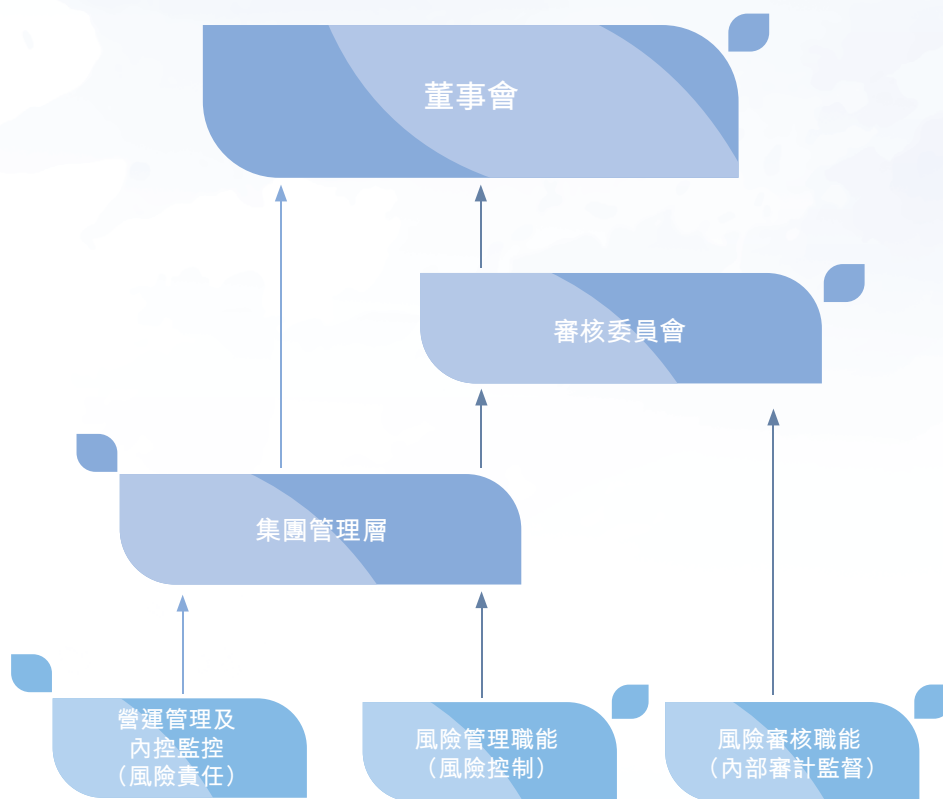 董事會
審核委員會
集團管理層
營運管理及
內控監控
（風險責任）
風險管理職能
（風險控制）
風險審核職能
（內部審計監督）